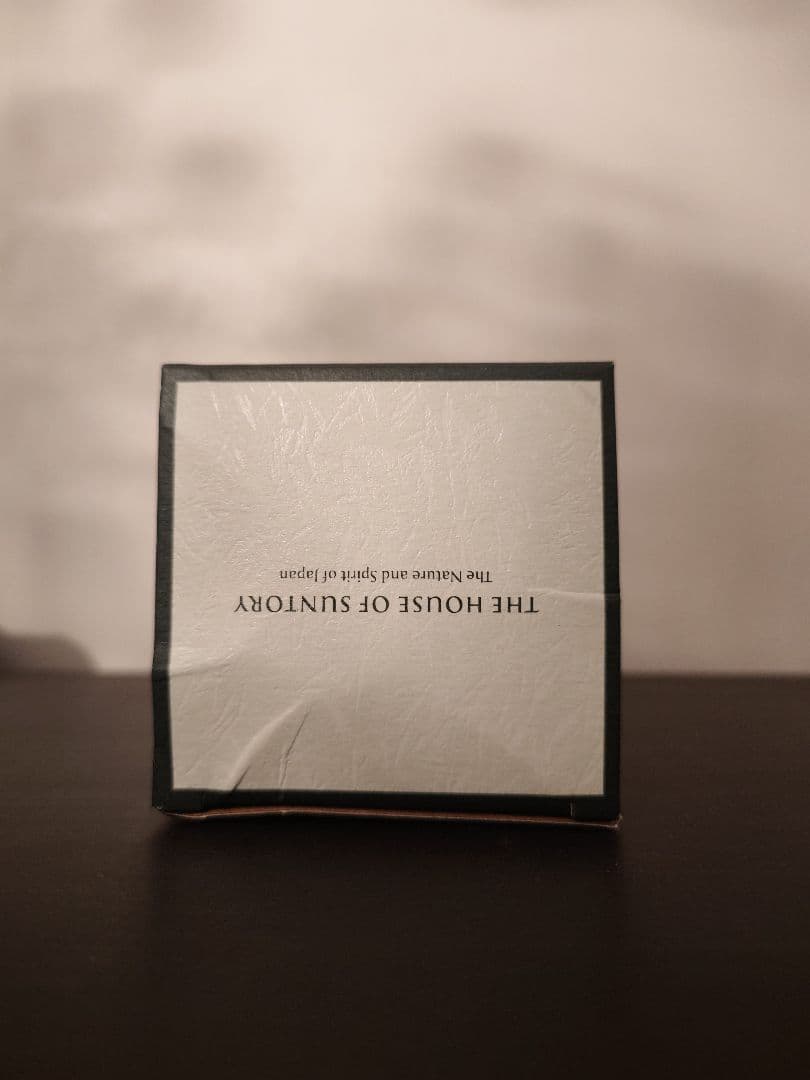 THE HOUSE OF SUNTORY
The Nature and Spirit of Japan